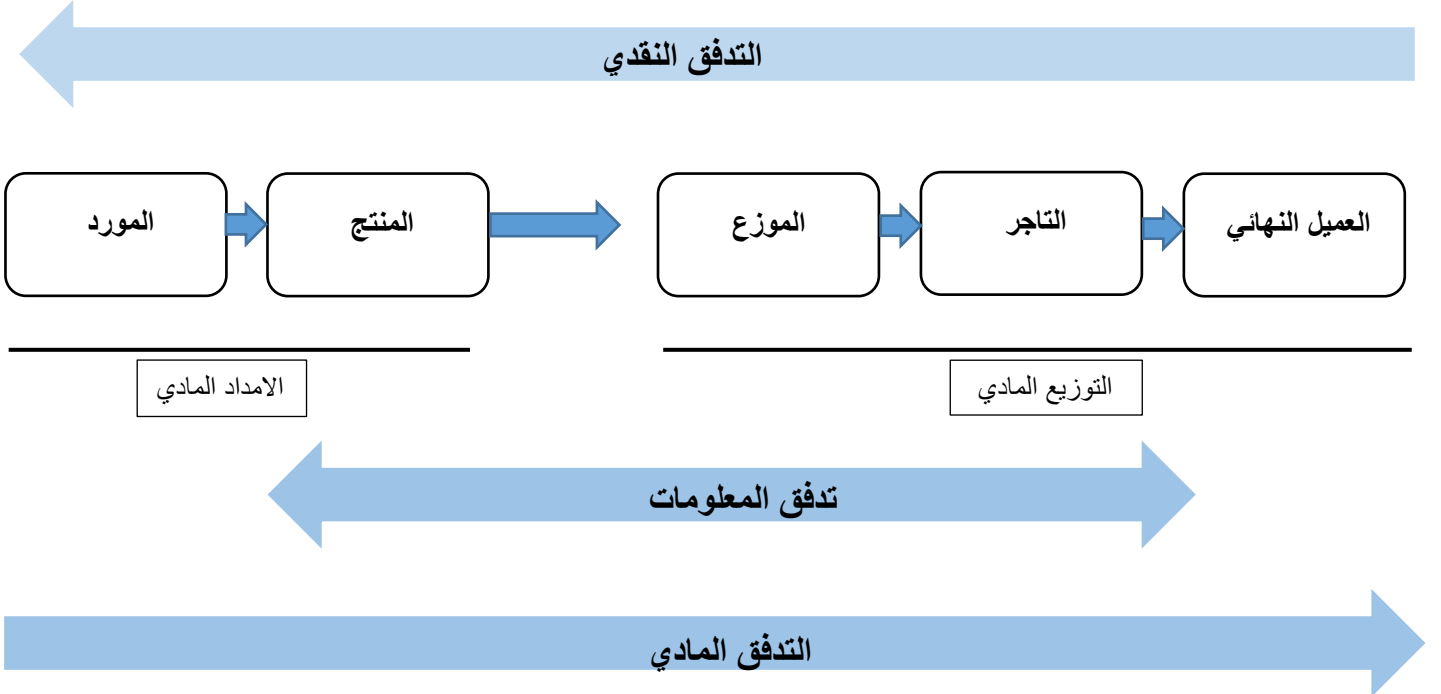 التدفق النقدي
المورد
المنتج
الموزع
التاجر
العميل النهائي
الامداد المادي
التوزيع المادي
تدفق المعلومات
التدفق المادي